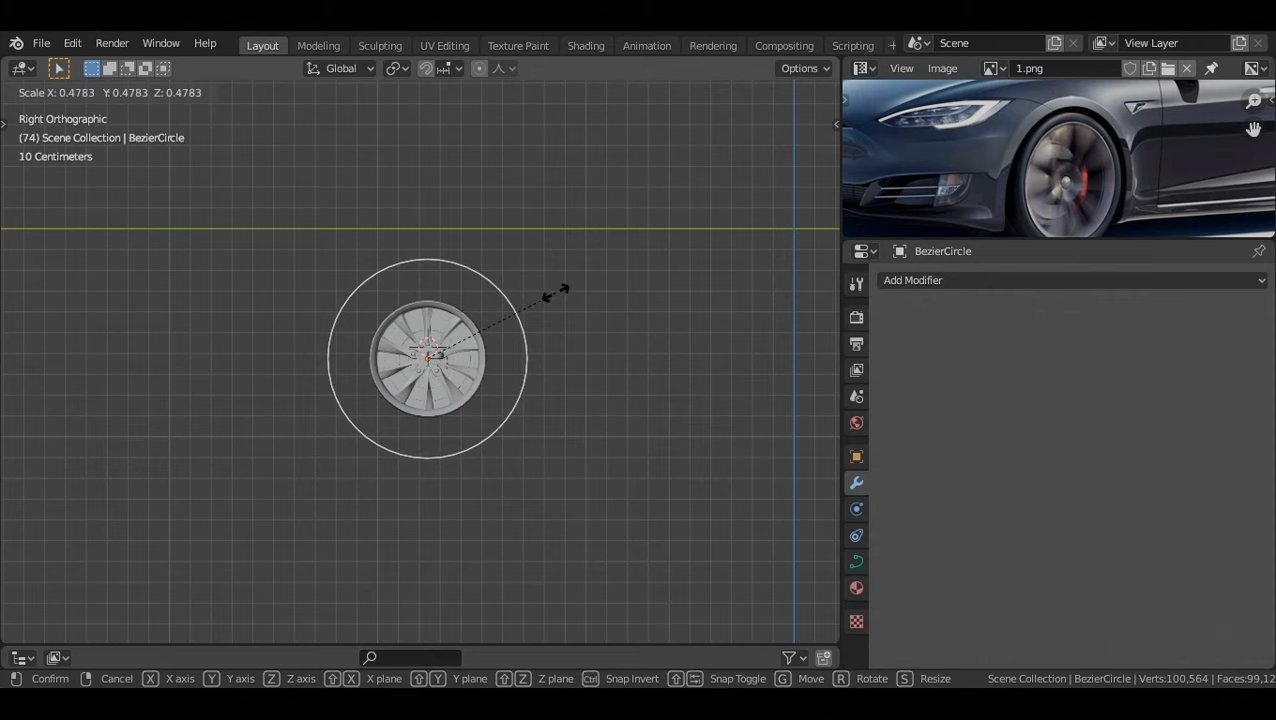 File Edit Render Window Help Layout Modeling Sculpting UV Editing Texture Paint Shading Animation Rendering Compositing Scripting + Scene View Layer
Global Options View Image 1.png
Scale X: 0.4783 Y: 0.4783 Z: 0.4783
Right Orthographic
(74) Scene Collection | BezierCircle
10 Centimeters
BezierCircle
Add Modifier
Confirm Cancel X X axis Y Y axis Z Z axis X X plane Y Y plane Z Z plane Ctrl Snap Invert Snap Toggle G Move R Rotate S Resize Scene Collection | BezierCircle | Verts:100,564 | Faces:99,12